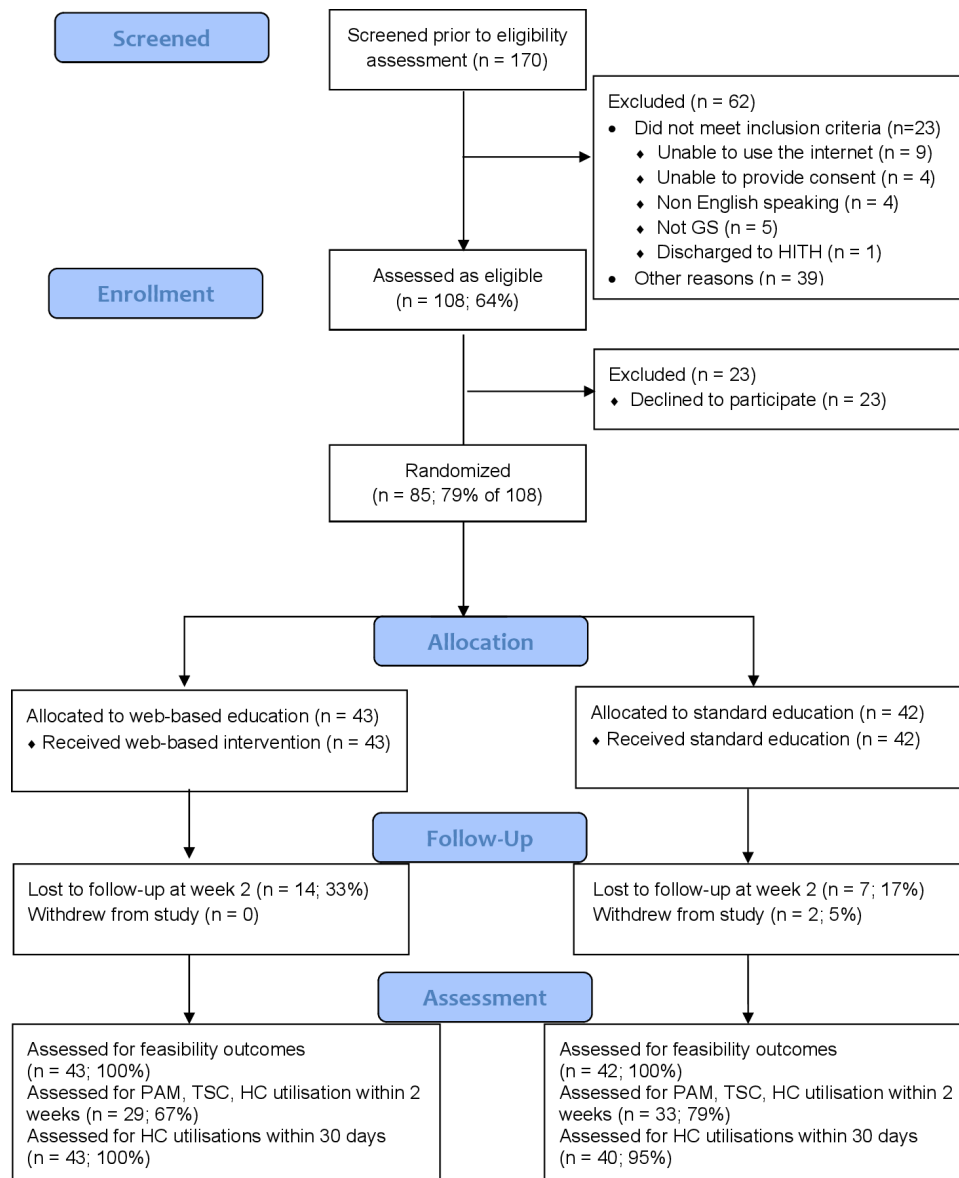 Screened
Screened prior to eligibility
assessment (n = 170)
Excluded (n = 62)
• Did not meet inclusion criteria (n=23)
♦ Unable to use the internet (n = 9)
♦ Unable to provide consent (n = 4)
♦ Non English speaking (n = 4)
♦ Not GS (n = 5)
♦ Discharged to HITH (n = 1)
• Other reasons (n = 39)
Enrollment
Assessed as eligible
(n = 108; 64%)
Excluded (n = 23)
♦ Declined to participate (n = 23)
Randomized
(n = 85; 79% of 108)
Allocation
Allocated to web-based education (n = 43)
♦ Received web-based intervention (n = 43)
Allocated to standard education (n = 42)
♦ Received standard education (n = 42)
Follow-Up
Lost to follow-up at week 2 (n = 14; 33%)
Withdrew from study (n = 0)
Lost to follow-up at week 2 (n = 7; 17%)
Withdrew from study (n = 2; 5%)
Assessment
Assessed for feasibility outcomes
(n = 43; 100%)
Assessed for PAM, TSC, HC utilisation within 2
weeks (n = 29; 67%)
Assessed for HC utilisations within 30 days
(n = 43; 100%)
Assessed for feasibility outcomes
(n = 42; 100%)
Assessed for PAM, TSC, HC utilisation within 2
weeks (n = 33; 79%)
Assessed for HC utilisations within 30 days
(n = 40; 95%)